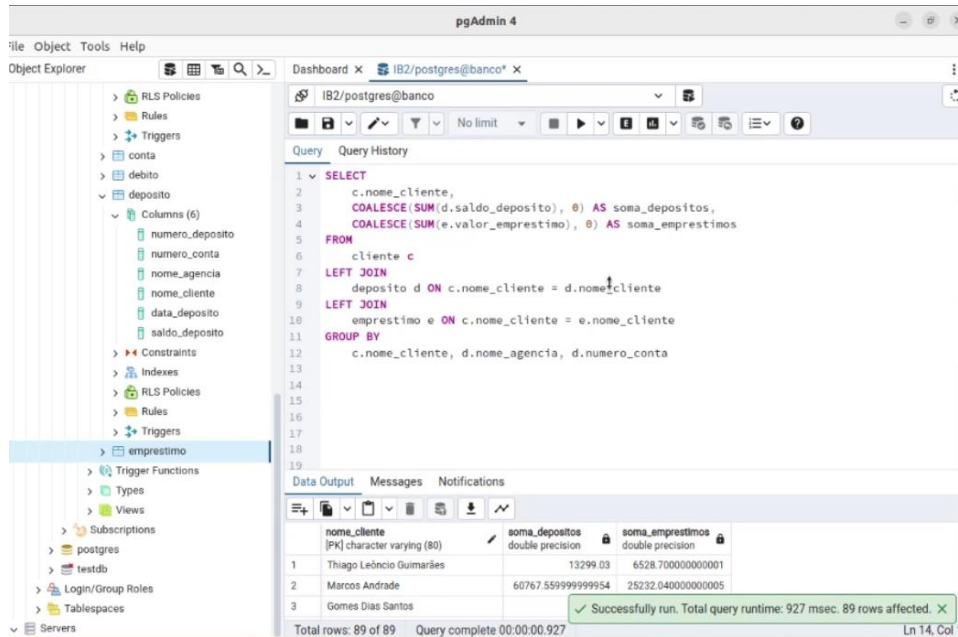 pgAdmin 4
File Object Tools Help
Object Explorer
RLS Policies
Rules
Triggers
conta
debito
deposito
Columns (6)
numero_deposito
numero_conta
nome_agencia
nome_cliente
data_deposito
saldo_deposito
Constraints
Indexes
RLS Policies
Rules
Triggers
emprestimo
Trigger Functions
Types
Views
Subscriptions
postgres
testdb
Login/Group Roles
Tablespaces
Servers
Dashboard X IB2/postgres@banco* X
IB2/postgres@banco
No limit
Query Query History
1 SELECT
2 c.nome_cliente,
3 COALESCE(SUM(d.saldo_deposito), 0) AS soma_depositos,
4 COALESCE(SUM(e.valor_emprestimo), 0) AS soma_emprestimos
5 FROM
6 cliente c
7 LEFT JOIN
8 deposito d ON c.nome_cliente = d.nome_cliente
9 LEFT JOIN
10 emprestimo e ON c.nome_cliente = e.nome_cliente
11 GROUP BY
12 c.nome_cliente, d.nome_agencia, d.numero_conta
13
14
15
16
17
18
19
Data Output Messages Notifications
nome_cliente soma_depositos soma_emprestimos
[PK] character varying (80) double precision double precision
1 Thiago Leôncio Guimarães 13299.03 6528.700000000001
2 Marcos Andrade 60767.559999999954 25232.040000000005
3 Gomes Dias Santos
Successfully run. Total query runtime: 927 msec. 89 rows affected. X
Total rows: 89 of 89 Query complete 00:00:00.927 Ln 14, Col